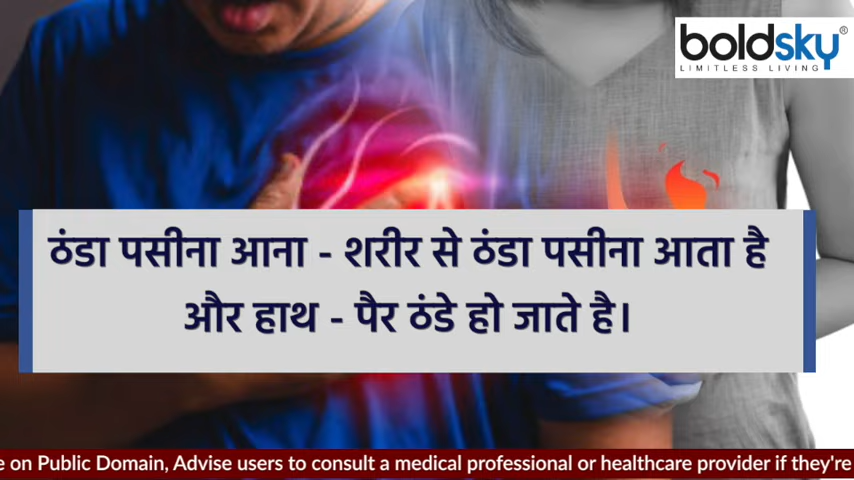 boldsky®
LIMITLESS LIVING
ठंडा पसीना आना - शरीर से ठंडा पसीना आता है
और हाथ - पैर ठंडे हो जाते है।
e on Public Domain, Advise users to consult a medical professional or healthcare provider if they're